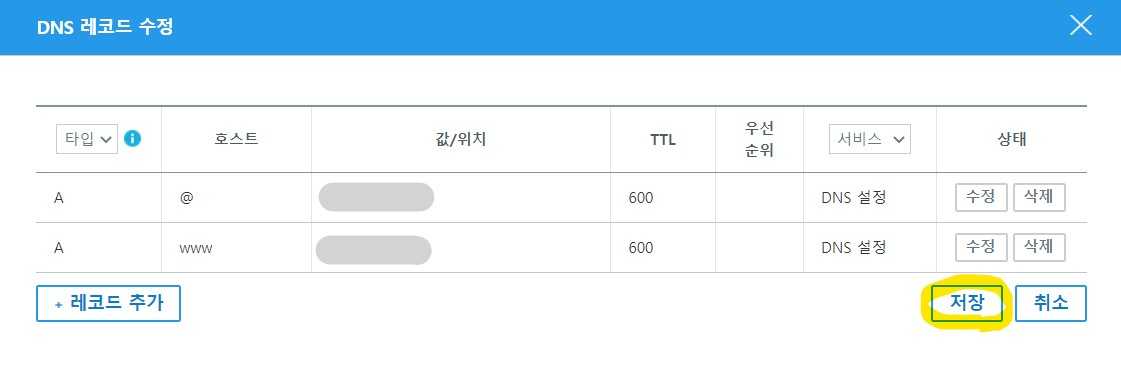 DNS 레코드 수정
타입 호스트 값/위치 TTL 우선 순위 서비스 상태
A @ 600 DNS 설정 수정 삭제
A www 600 DNS 설정 수정 삭제
+ 레코드 추가 저장 취소